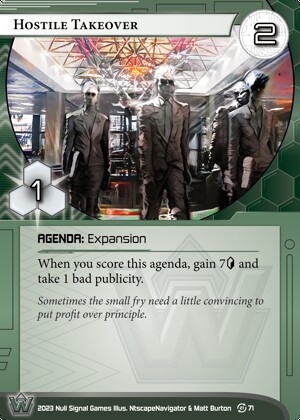 Hostile Takeover
2
1
AGENDA: Expansion
When you score this agenda, gain 7 and
take 1 bad publicity.
Sometimes the small fry need a little convincing to
put profit over principle.
2023 Null Signal Games Illus. NtscapeNavigator & Matt Burton 71